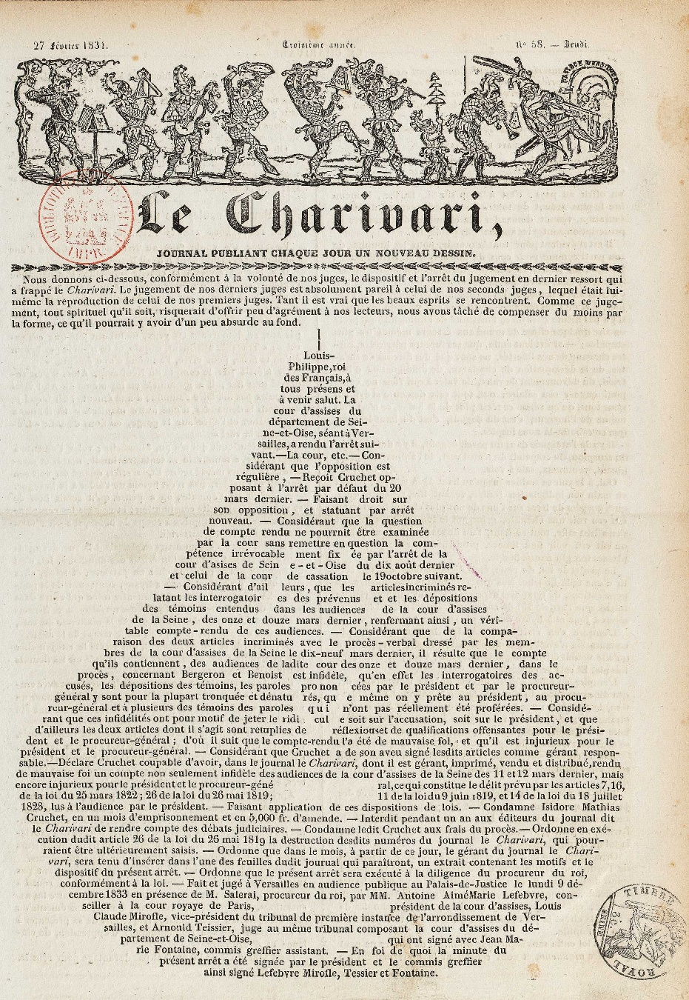 27 Février 1834.
Troisième année.
N° 58. — Jeudi.
Le Charivari,
JOURNAL PUBLIANT CHAQUE JOUR UN NOUVEAU DESSIN.
Nous donnons ci-dessous, conformément à la volonté de nos juges, le dispositif et l'arrêt du jugement en dernier ressort qui
a frappé le Charivari. Le jugement de nos derniers juges est absolument pareil à celui de nos seconds juges, lequel était lui-
même la reproduction de celui de nos premiers juges. Tant il est vrai que les beaux esprits se rencontrent. Comme ce juge-
ment, tout spirituel qu'il soit, risquerait d'offrir peu d'agrément à nos lecteurs, nous avons tâché de compenser du moins par
la forme, ce qu'il pourrait y avoir d'un peu absurde au fond.
Louis-
Philippe, roi
des Français, à
tous présens et
à venir salut. La
cour d'assises du
département de Sei-
ne-et-Oise, séant à Ver-
sailles, a rendu l'arrêt sui-
vant.—La cour, etc.—Con-
sidérant que l'opposition est
régulière, —Reçoit Cruchet op-
posant à l'arrêt par défaut du 20
mars dernier. — Faisant droit sur
son opposition, et statuant par arrêt
nouveau. — Considérant que la question
de compte rendu ne pourrnit être examinée
par la cour sans remettre en question la com-
pétence irrévocable ment fix ée par l'arrêt de la
cour d'asises de Sein e-et-Oise du dix août dernier
et celui de la cour de cassation le 19 octobre suivant.
— Considérant d'ail leurs, que les articles incriminés re-
latant les interrogatoir es des prévenus et et les dépositions
des témoins entendus dans les audiences de la cour d'assises
de la Seine, des onze et douze mars dernier, renfermant ainsi, un véri-
table compte-rendu de ces audiences. — Considérant que de la compa-
raison des deux articles incriminés avec le procès-verbal dressé par les mem-
bres de la cour d'assises de la Seine le dix-neuf mars dernier, il résulte que le compte
qu'ils contiennent, des audiences de ladite cour des onze et douze mars dernier, dans le
procès, concernant Bergeron et Benoist est infidèle, qu'en effet les interrogatoires des ac-
cusés, les dépositions des témoins, les paroles pro non cées par le président et par le procureur-
général y sont pour la plupart tronquée et dénatu rés, qu e même on y prête au président, au procu-
reur-général et à plusieurs des témoins des paroles qui n'ont pas réellement été proférées. — Considé-
rant que ces infidélités ont pour motif de jeter le ridi cul e soit sur l'accusation, soit sur le président, et que
d'ailleurs les deux articles dont il s'agit sont remplies de réflexions et de qualifications offensantes pour le prési-
dent et le procureur-général; d'où il suit que le compte-rendu l'a été de mauvaise foi, et qu'il est injurieux pour le
président et le procureur-général. — Considérant que Cruchet a de son aveu signé lesdits articles comme gérant respon-
sable.—Déclare Cruchet coupable d'avoir, dans le journal le Charivari, dont il est gérant, imprimé, vendu et distribué, rendu
de mauvaise foi un compte non seulement infidèle des audiences de la cour d'assises de la Seine des 11 et 12 mars dernier, mais
encore injurieux pour le président et le procureur-géné ral, ce qui constitue le délit prévu par les articles 7, 16,
de la loi du 25 mars 1822; 26 de la loi du 26 mai 1819; 11 de la loi du 9 juin 1819, et 14 de la loi du 18 juillet
1828, lus à l'audience par le président. — Faisant application de ces dispositions de lois. — Condamne Isidore Mathias
Cruchet, en un mois d'emprisonnement et en 5,000 fr. d'amende. — Interdit pendant un an aux éditeurs du journal dit
le Charivari de rendre compte des débats judiciaires. — Condamne ledit Cruchet aux frais du procès.— Ordonne en exé-
cution dudit article 26 de la loi du 26 mai 1819 la destruction desdits numéros du journal le Charivari, qui pour-
raient être ultérieurement saisis. — Ordonne que dans le mois, à partir de ce jour, le gérant du journal le Chari-
vari, sera tenu d'insérer dans l'une des feuilles dudit jourual qui paraîtront, un extrait contenant les motifs et le
dispositif du présent arrêt. — Ordonne que le présent arrêt sera exécuté à la diligence du procureur du roi,
conformément à la loi. — Fait et jugé à Versailles en audience publique au Palais-de-Justice le lundi 9 dé-
cembre 1833 en présence de M. Salerai, procureur du roi, par MM. Antoine Aimé Marie Lefebvre, con-
seiller à la cour royaye de Paris, président de la cour d'assises, Louis
Claude Mirofle, vice-président du tribunal de première instance de l'arrondissement de Ver-
sailles, et Arnould Teissier, juge au même tribunal composant la cour d'assises du dé-
partement de Seine-et-Oise, qui ont signé avec Jean Ma-
rie Fontaine, commis greffier assistant. — En foi de quoi la minute du
présent arrêt a été signée par le président et le commis greffier
ainsi signé Lefebvre Mirofle, Tessier et Fontaine.
TIMBRE
ROYAL
SEINE